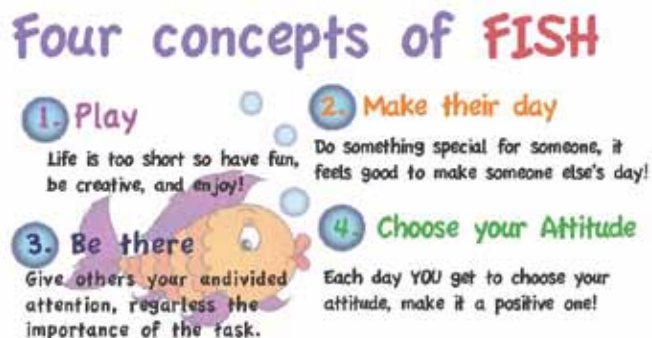 Four concepts of FISH
1. Play
Life is too short so have fun,
be creative, and enjoy!
2. Make their day
Do something special for someone, it
feels good to make someone else's day!
3. Be there
Give others your undivided
attention, regarless the
importance of the task.
4. Choose your Attitude
Each day YOU get to choose your
attitude, make it a positive one!